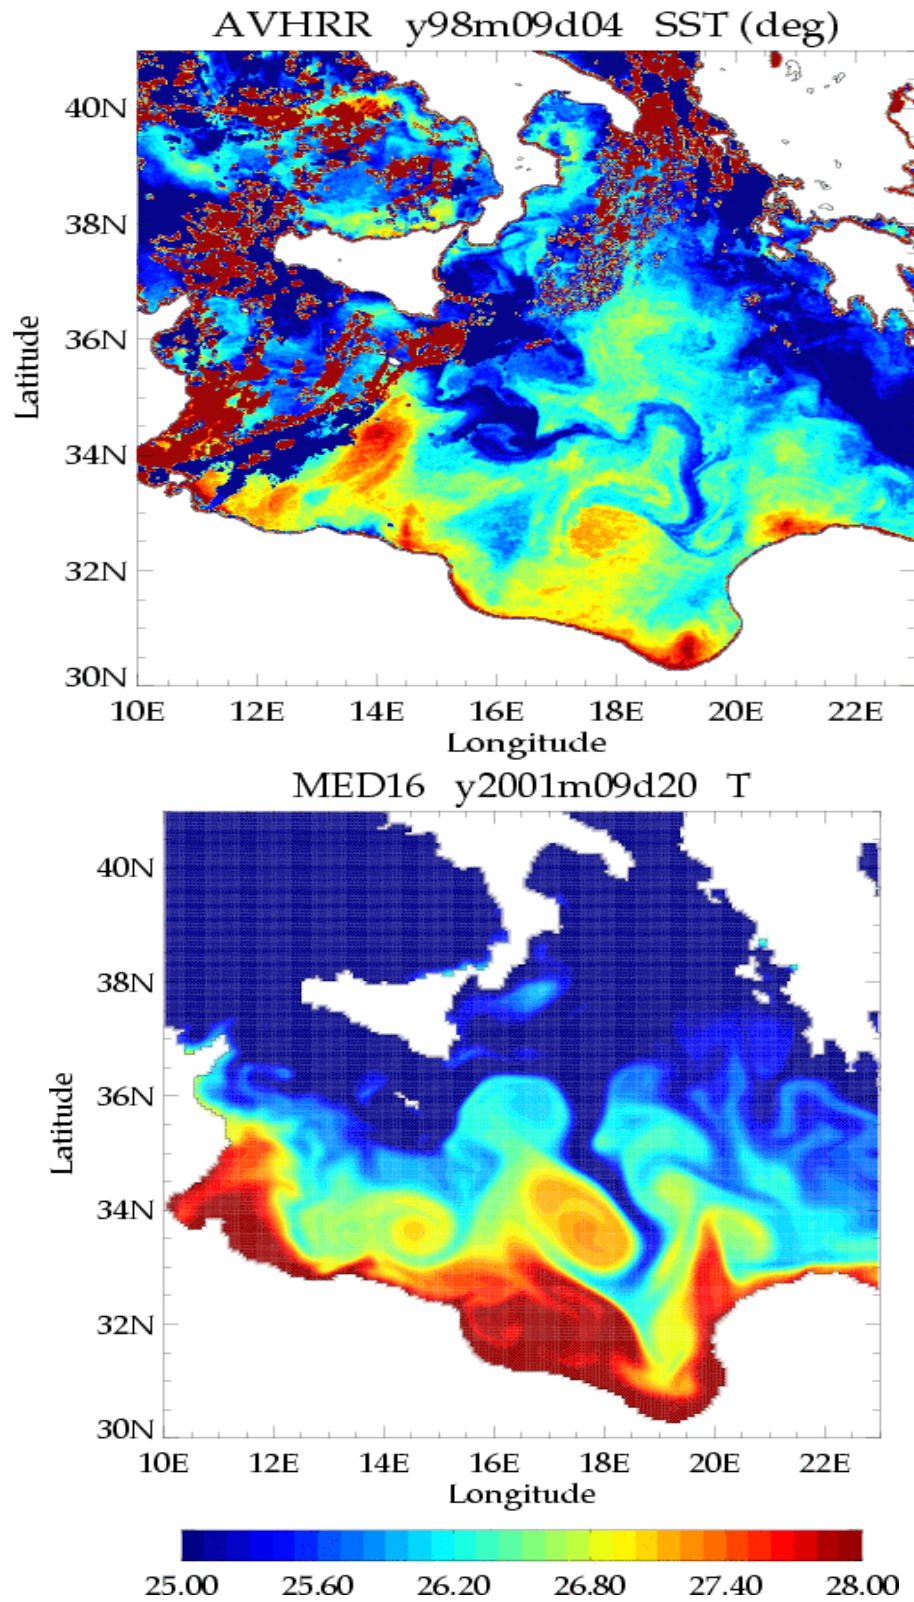 AVHRR y98m09d04 SST (deg)
40N
38N
36N
34N
32N
30N
Latitude
10E 12E 14E 16E 18E 20E 22E
Longitude
MED16 y2001m09d20 T
40N
38N
36N
34N
32N
30N
Latitude
10E 12E 14E 16E 18E 20E 22E
Longitude
25.00 25.60 26.20 26.80 27.40 28.00